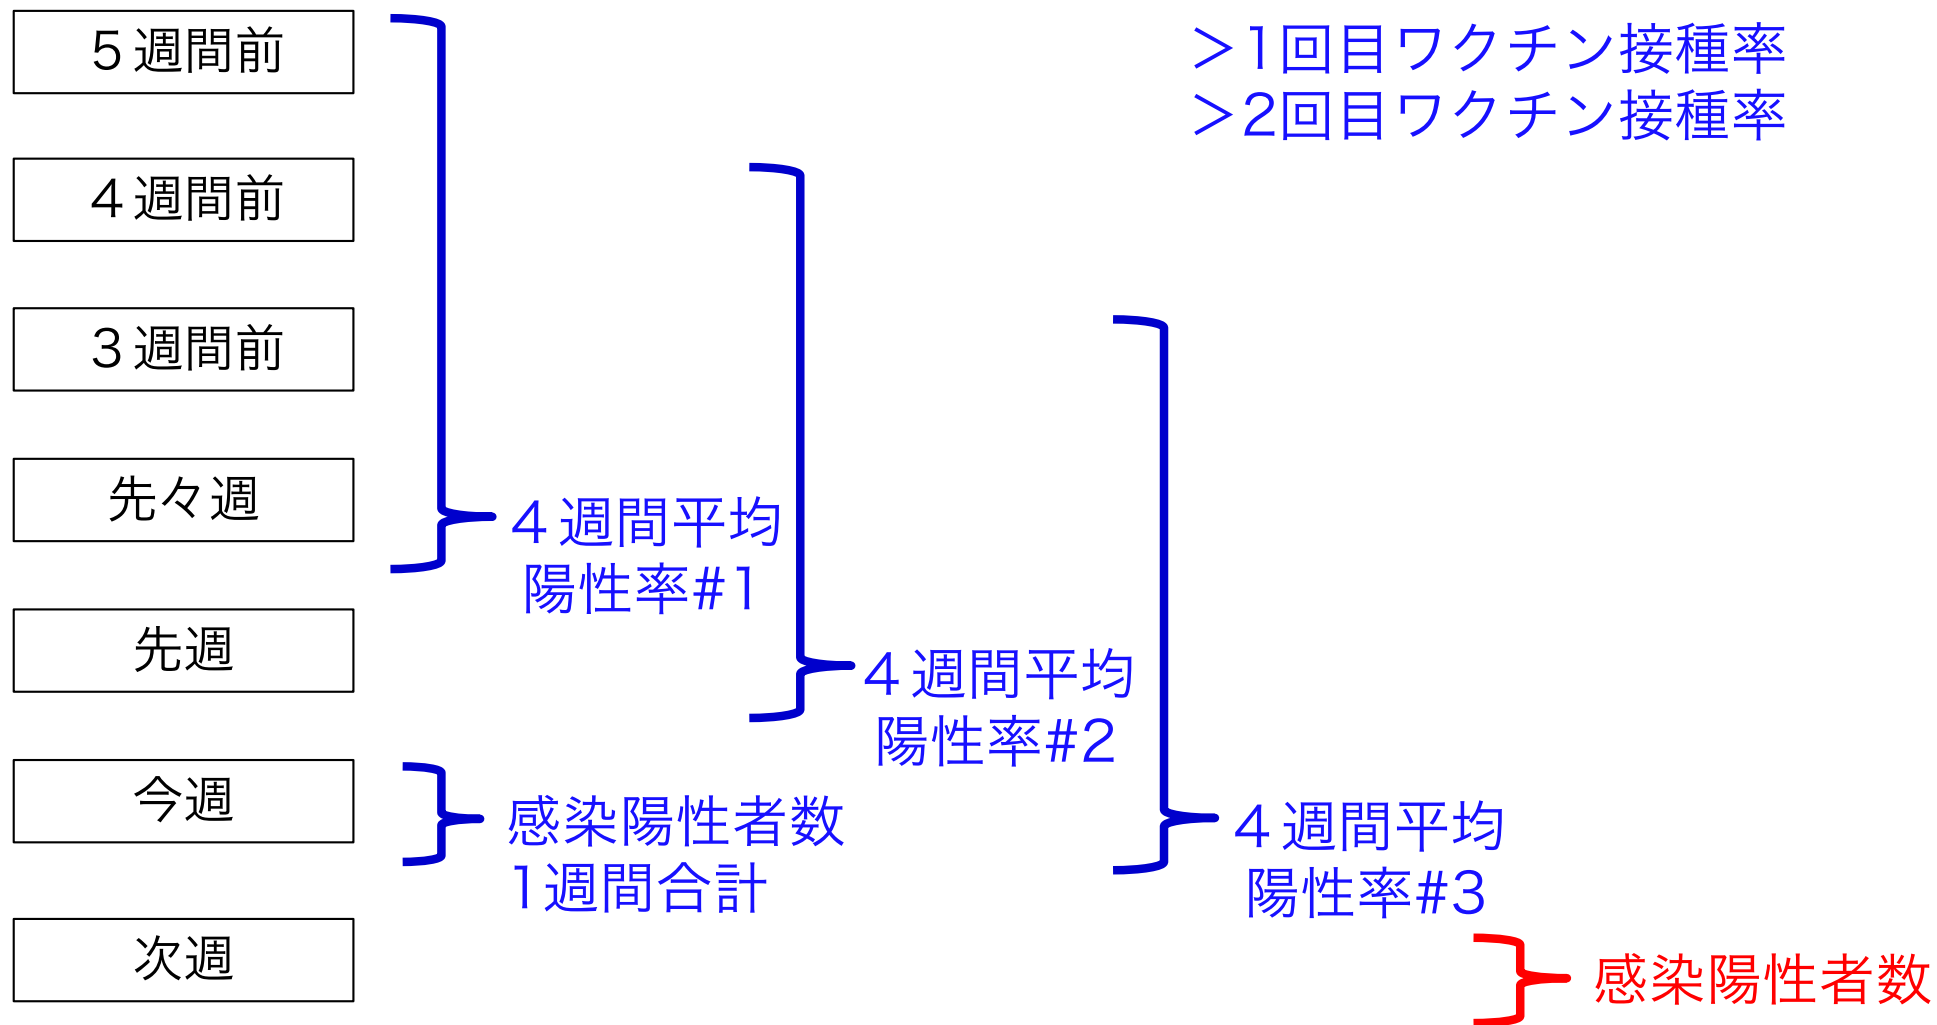 ５週間前
４週間前
３週間前
先々週
先週
今週
次週
>1回目ワクチン接種率
>2回目ワクチン接種率
４週間平均
陽性率#1
４週間平均
陽性率#2
４週間平均
陽性率#3
感染陽性者数
1週間合計
感染陽性者数